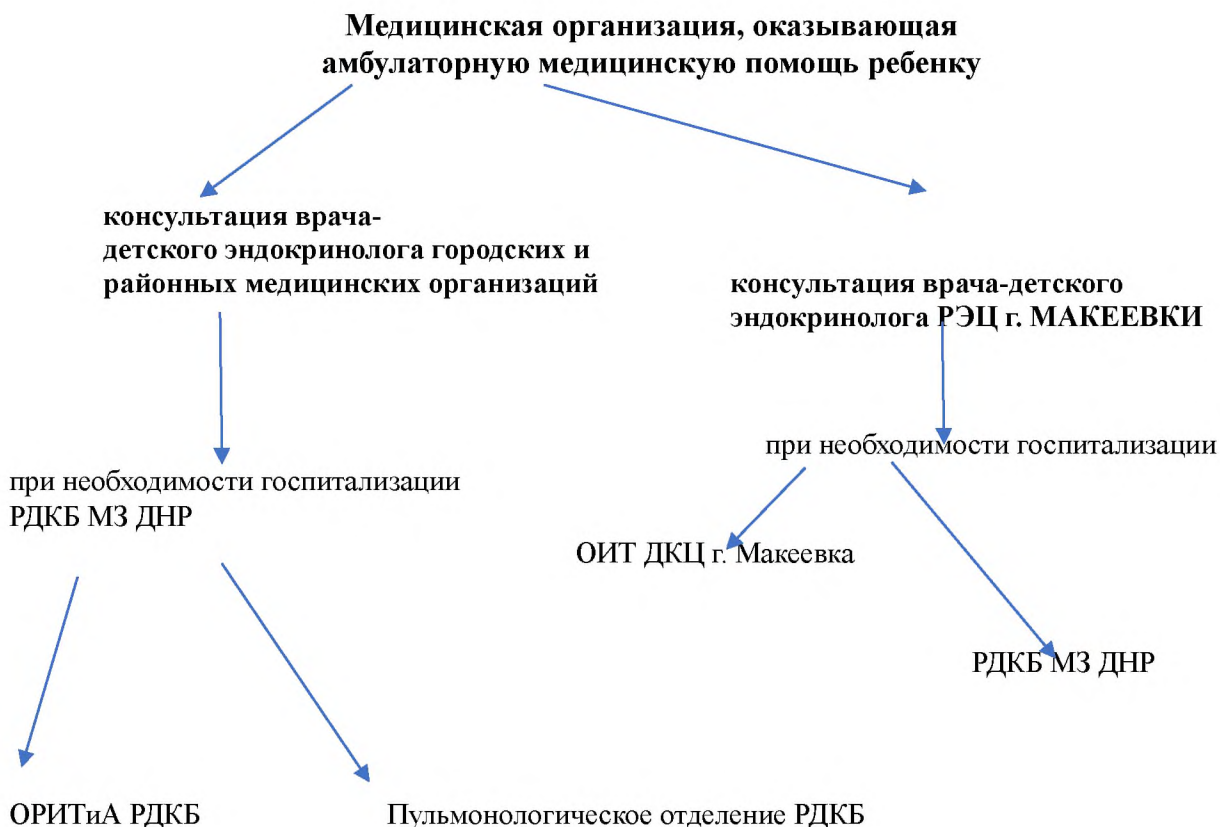 Медицинская организация, оказывающая
амбулаторную медицинскую помощь ребенку
консультация врача-
детского эндокринолога городских и
районных медицинских организаций
консультация врача-детского
эндокринолога РЭЦ г. МАКЕЕВКИ
при необходимости госпитализации
при необходимости госпитализации
РДКБ МЗ ДНР
ОИТ ДКЦ г. Макеевка
РДКБ МЗ ДНР
ОРИТиА РДКБ
Пульмонологическое отделение РДКБ